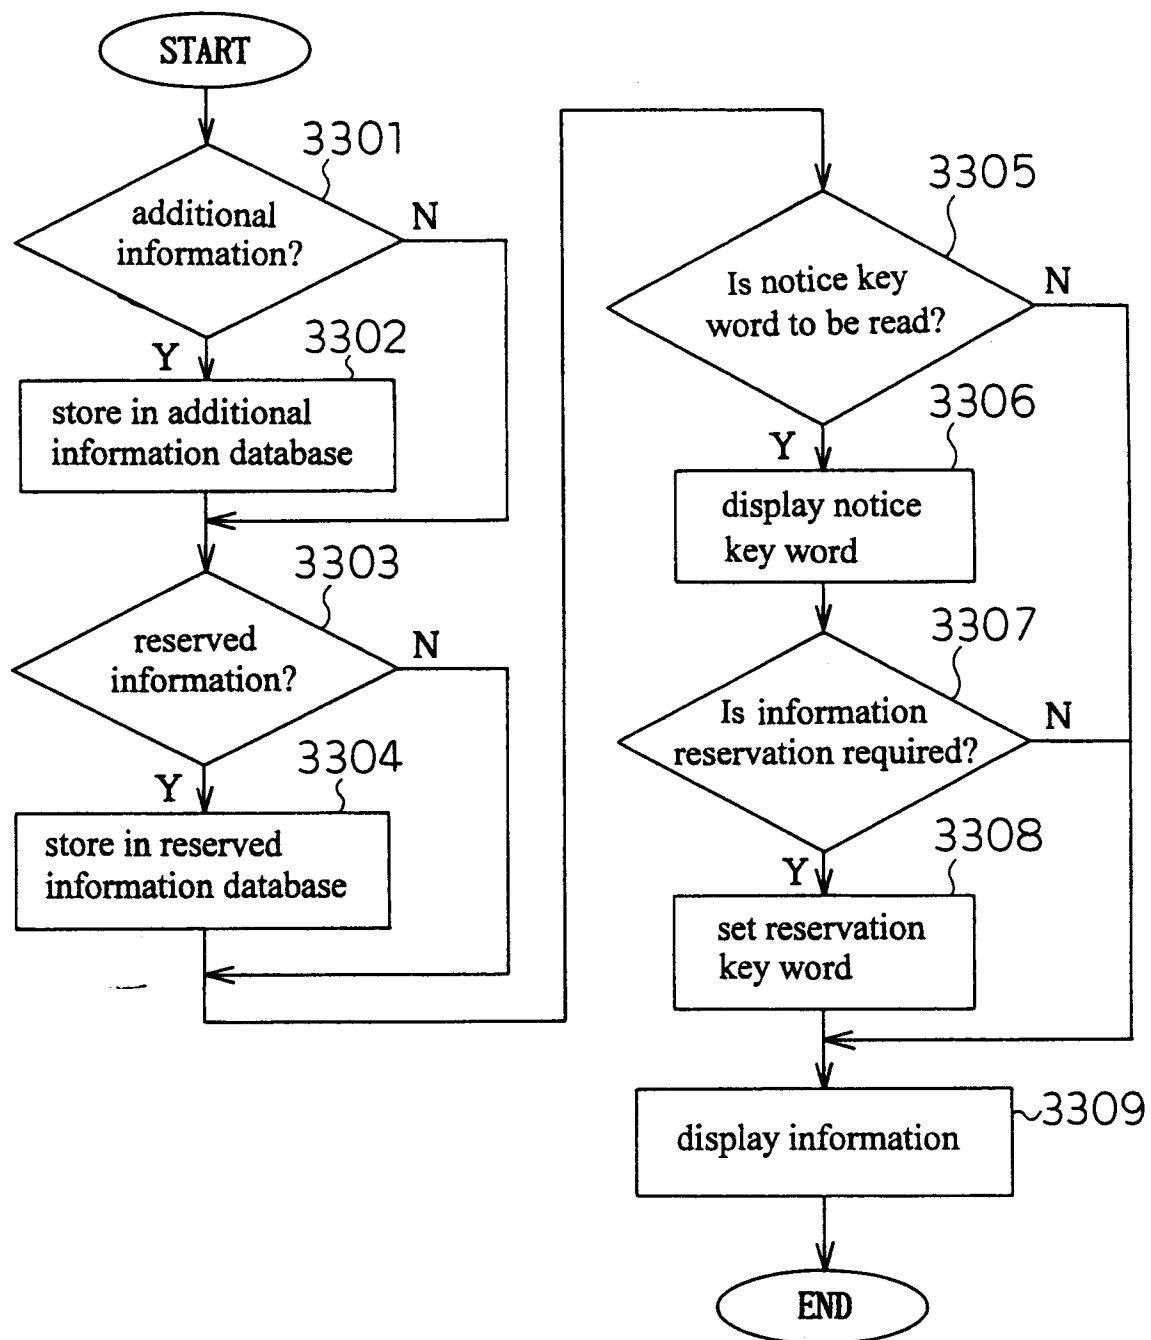 START
3301
additional
information?
N
Y
3302
store in additional
information database
3303
reserved
information?
N
Y
3304
store in reserved
information database
3305
Is notice key
word to be read?
N
Y
3306
display notice
key word
3307
Is information
reservation required?
N
Y
3308
set reservation
key word
3309
display information
END